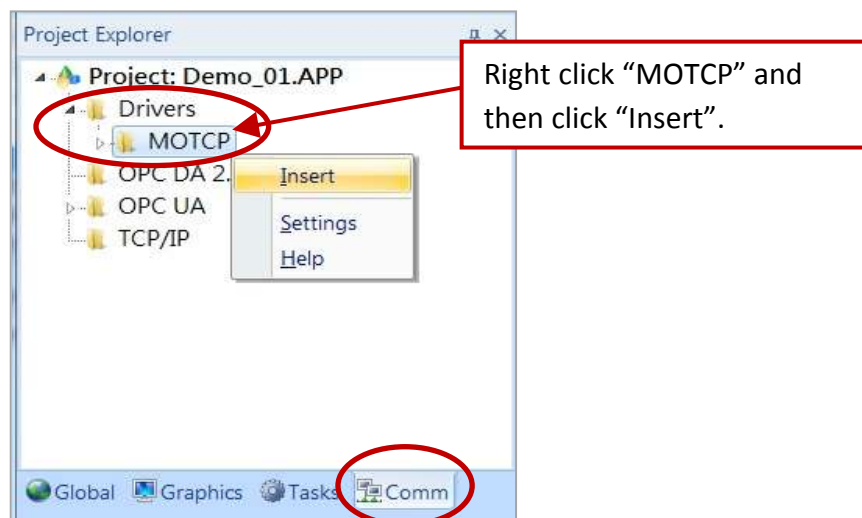 Project Explorer
Project: Demo_01.APP
Right click “MOTCP” and
then click “Insert”.
Drivers
MOTCP
OPC DA 2.
Insert
OPC UA
Settings
TCP/IP
Help
Global Graphics Tasks Comm